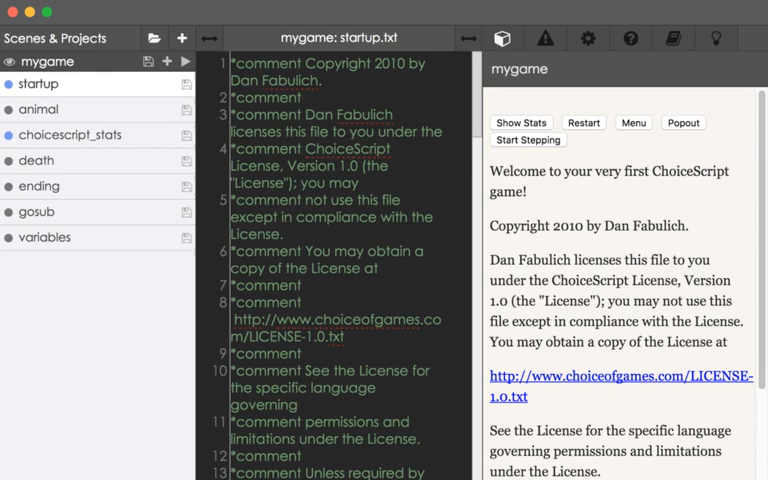 Scenes & Projects
mygame
startup
animal
choicescript_stats
death
ending
gosub
variables
mygame: startup.txt
1 *comment Copyright 2010 by
Dan Fabulich.
2 *comment
3 *comment Dan Fabulich
licenses this file to you under the
4 *comment ChoiceScript
License, Version 1.0 (the
"License"); you may
5 *comment not use this file
except in compliance with the
License.
6 *comment You may obtain a
copy of the License at
7 *comment
8 *comment
http://www.choiceofgames.co
m/LICENSE-1.0.txt
9 *comment
10 *comment See the License for
the specific language
governing
11 *comment permissions and
limitations under the License.
12 *comment
13 *comment Unless required by
mygame
Show Stats Restart Menu Popout
Start Stepping
Welcome to your very first ChoiceScript
game!
Copyright 2010 by Dan Fabulich.
Dan Fabulich licenses this file to you
under the ChoiceScript License, Version
1.0 (the "License"); you may not use this
file except in compliance with the License.
You may obtain a copy of the License at
http://www.choiceofgames.com/LICENSE-
1.0.txt
See the License for the specific language
governing permissions and limitations
under the License.